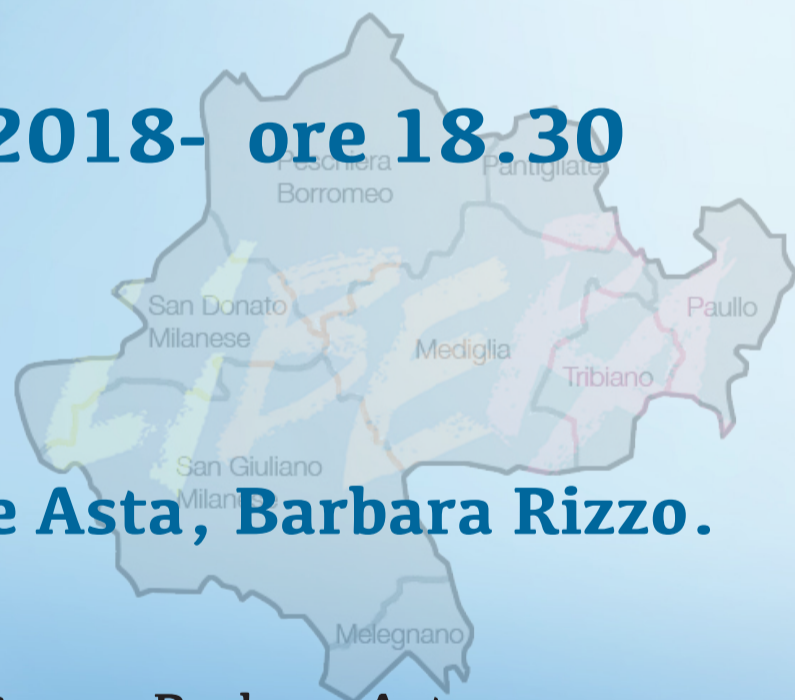 2018- ore 18.30
Peschiera
Borromeo
Pantigliate
San Donato
Milanese
Paullo
Mediglia
Tribiano
LIBERA
San Giuliano
Milanese
e Asta, Barbara Rizzo.
Melegnano